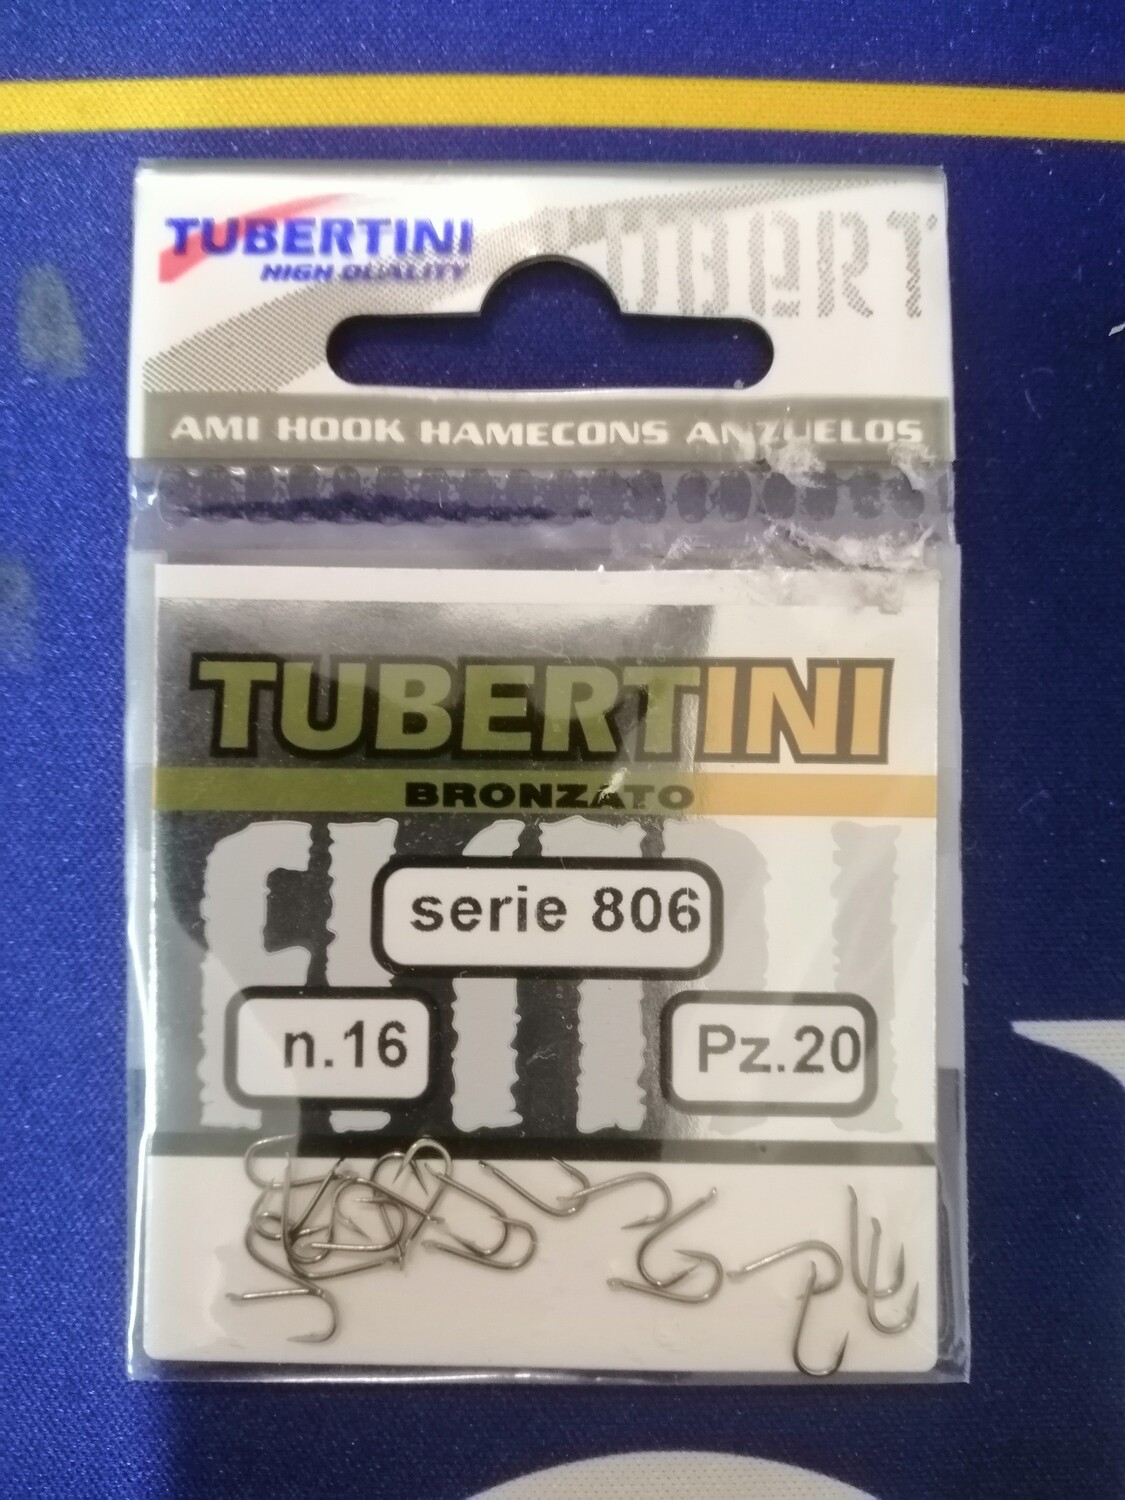 TUBERTINI
HIGH QUALITY
AMI HOOK HAMECONS ANZUELOS
TUBERTINI
BRONZATO
serie 806
n.16
Pz.20